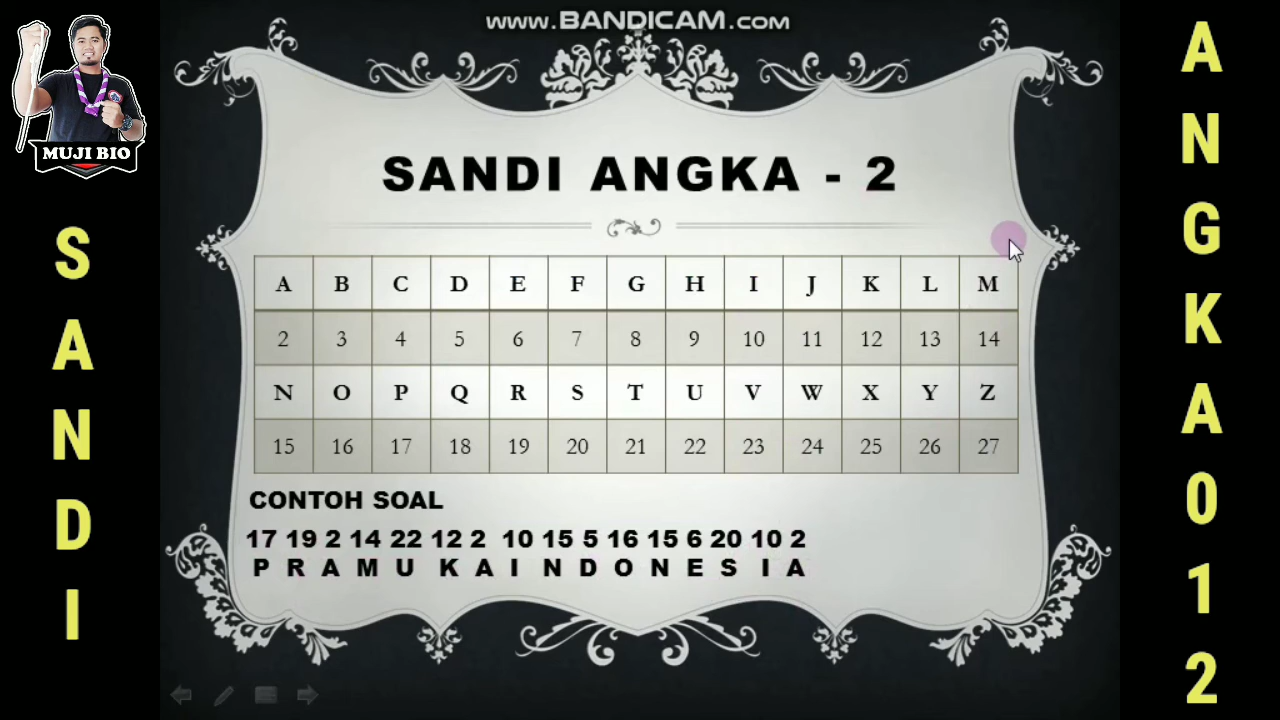 www.BANDICAM.com
MUJI BIO
SANDI
ANGKA012
SANDI ANGKA - 2
A B C D E F G H I J K L M
2 3 4 5 6 7 8 9 10 11 12 13 14
N O P Q R S T U V W X Y Z
15 16 17 18 19 20 21 22 23 24 25 26 27
CONTOH SOAL
17 19 2 14 22 12 2 10 15 5 16 15 6 20 10 2
P R A M U K A I N D O N E S I A